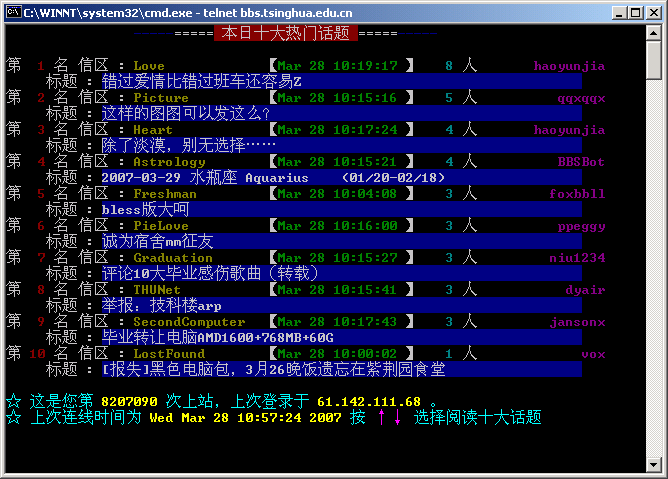 C:\WINNT\system32\cmd.exe - telnet bbs.tsinghua.edu.cn
===== 本日十大热门话题 =====
第 1 名 信区 : Love 【Mar 28 10:19:17 】 8 人 haoyunjia
标题 : 错过爱情比错过班车还容易Z
第 2 名 信区 : Picture 【Mar 28 10:15:16 】 5 人 qqxqqx
标题 : 这样的图图可以发这么?
第 3 名 信区 : Heart 【Mar 28 10:17:24 】 4 人 haoyunjia
标题 : 除了淡漠，别无选择……
第 4 名 信区 : Astrology 【Mar 28 10:15:21 】 4 人 BBSBot
标题 : 2007-03-29 水瓶座 Aquarius (01/20-02/18)
第 5 名 信区 : Freshman 【Mar 28 10:04:08 】 3 人 foxbbll
标题 : bless版大呵
第 6 名 信区 : PieLove 【Mar 28 10:16:00 】 3 人 ppeggy
标题 : 诚为宿舍mm征友
第 7 名 信区 : Graduation 【Mar 28 10:15:27 】 3 人 niu1234
标题 : 评论10大毕业感伤歌曲（转载）
第 8 名 信区 : THUNet 【Mar 28 10:15:41 】 3 人 dyair
标题 : 举报：技科楼arp
第 9 名 信区 : SecondComputer 【Mar 28 10:17:43 】 3 人 jansonx
标题 : 毕业转让电脑AMD1600+768MB+60G
第 10 名 信区 : LostFound 【Mar 28 10:00:02 】 1 人 vox
标题 : [报失]黑色电脑包，3月26晚饭遗忘在紫荆园食堂
☆ 这是您第 8207090 次上站，上次登录于 61.142.111.68 。
☆ 上次连线时间为 Wed Mar 28 10:57:24 2007 按 ↑↓ 选择阅读十大话题